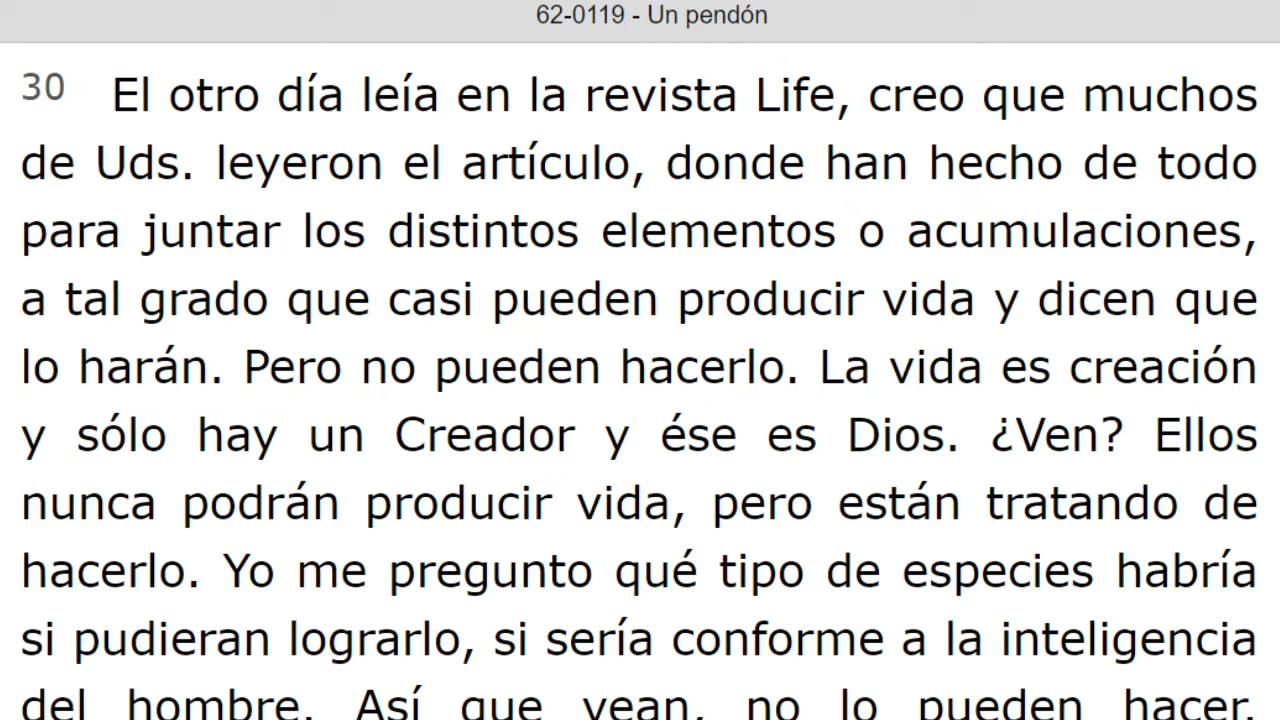 62-0119 - Un pendón
30 El otro día leía en la revista Life, creo que muchos
de Uds. leyeron el artículo, donde han hecho de todo
para juntar los distintos elementos o acumulaciones,
a tal grado que casi pueden producir vida y dicen que
lo harán. Pero no pueden hacerlo. La vida es creación
y sólo hay un Creador y ése es Dios. ¿Ven? Ellos
nunca podrán producir vida, pero están tratando de
hacerlo. Yo me pregunto qué tipo de especies habría
si pudieran lograrlo, si sería conforme a la inteligencia
del hombre. Así que vean, no lo pueden hacer.